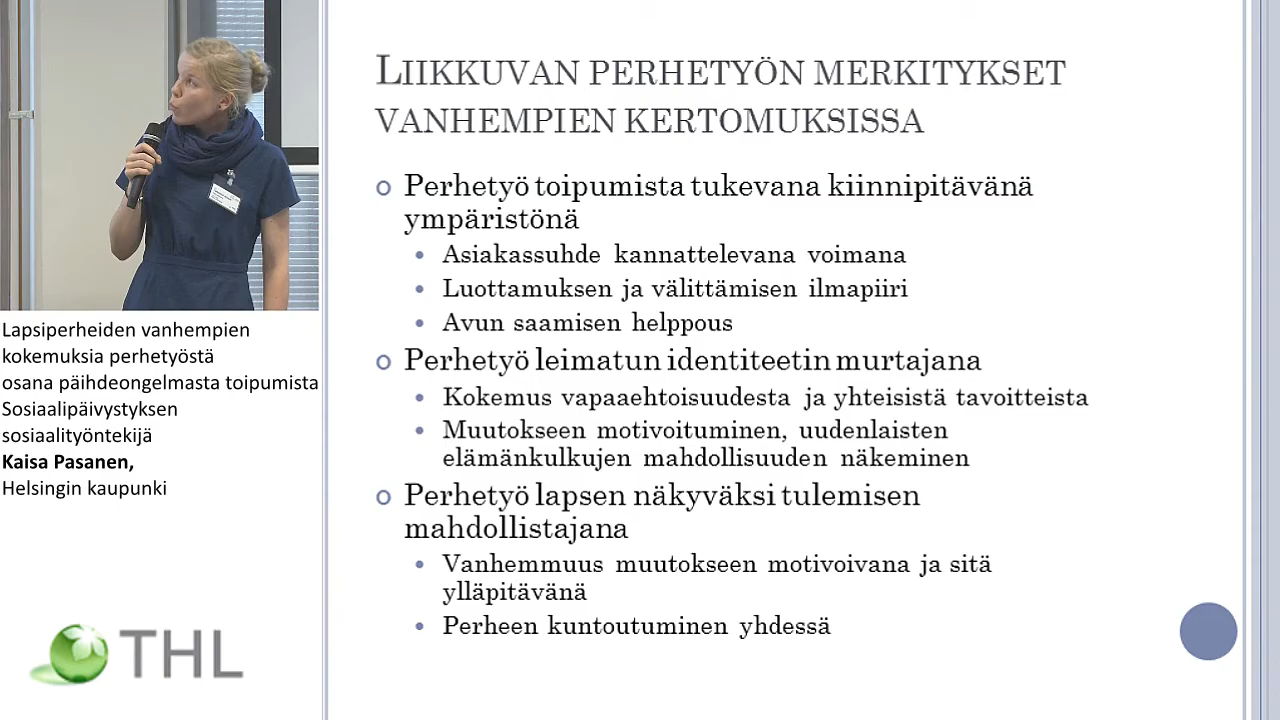 Lapsiperheiden vanhempien
kokemuksia perhetyöstä
osana päihdeongelmasta toipumista
Sosiaalipäivystyksen
sosiaalityöntekijä
Kaisa Pasanen,
Helsingin kaupunki
THL
LIIKKUVAN PERHETYÖN MERKITYKSET
VANHEMPIEN KERTOMUKSISSA
Perhetyö toipumista tukevana kiinnipitävänä
ympäristönä
Asiakassuhde kannattelevana voimana
Luottamuksen ja välittämisen ilmapiiri
Avun saamisen helppous
Perhetyö leimatun identiteetin murtajana
Kokemus vapaaehtoisuudesta ja yhteisistä tavoitteista
Muutokseen motivoituminen, uudenlaisten
elämänkulkujen mahdollisuuden näkeminen
Perhetyö lapsen näkyväksi tulemisen
mahdollistajana
Vanhemmuus muutokseen motivoivana ja sitä
ylläpitävänä
Perheen kuntoutuminen yhdessä